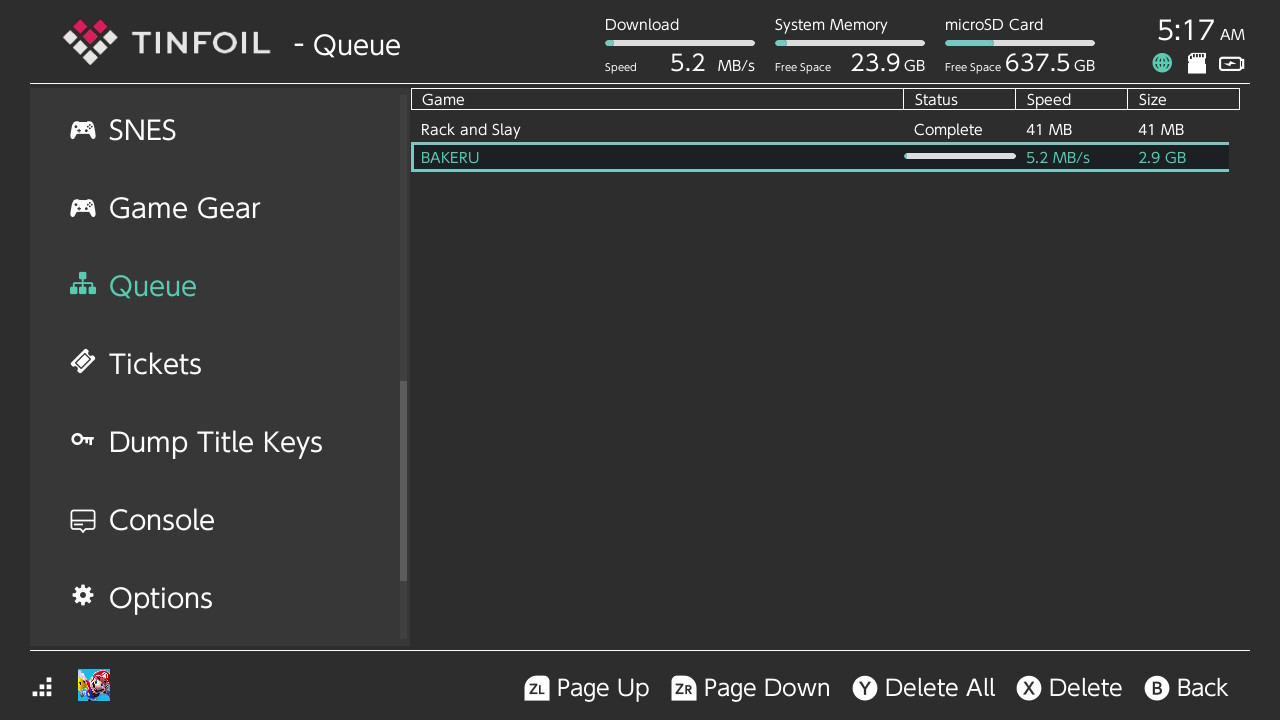 TINFOIL - Queue
Download
Speed 5.2 MB/s
System Memory
Free Space 23.9 GB
microSD Card
Free Space 637.5 GB
5:17 AM
SNES
Game Gear
Queue
Tickets
Dump Title Keys
Console
Options
Game Status Speed Size
Rack and Slay Complete 41 MB 41 MB
BAKERU 5.2 MB/s 2.9 GB
ZL Page Up ZR Page Down Y Delete All X Delete B Back